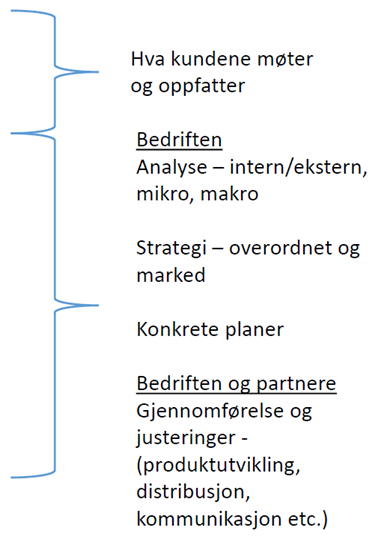 Hva kundene møter
og oppfatter
Bedriften
Analyse – intern/ekstern,
mikro, makro
Strategi – overordnet og
marked
Konkrete planer
Bedriften og partnere
Gjennomførelse og
justeringer -
(produktutvikling,
distribusjon,
kommunikasjon etc.)